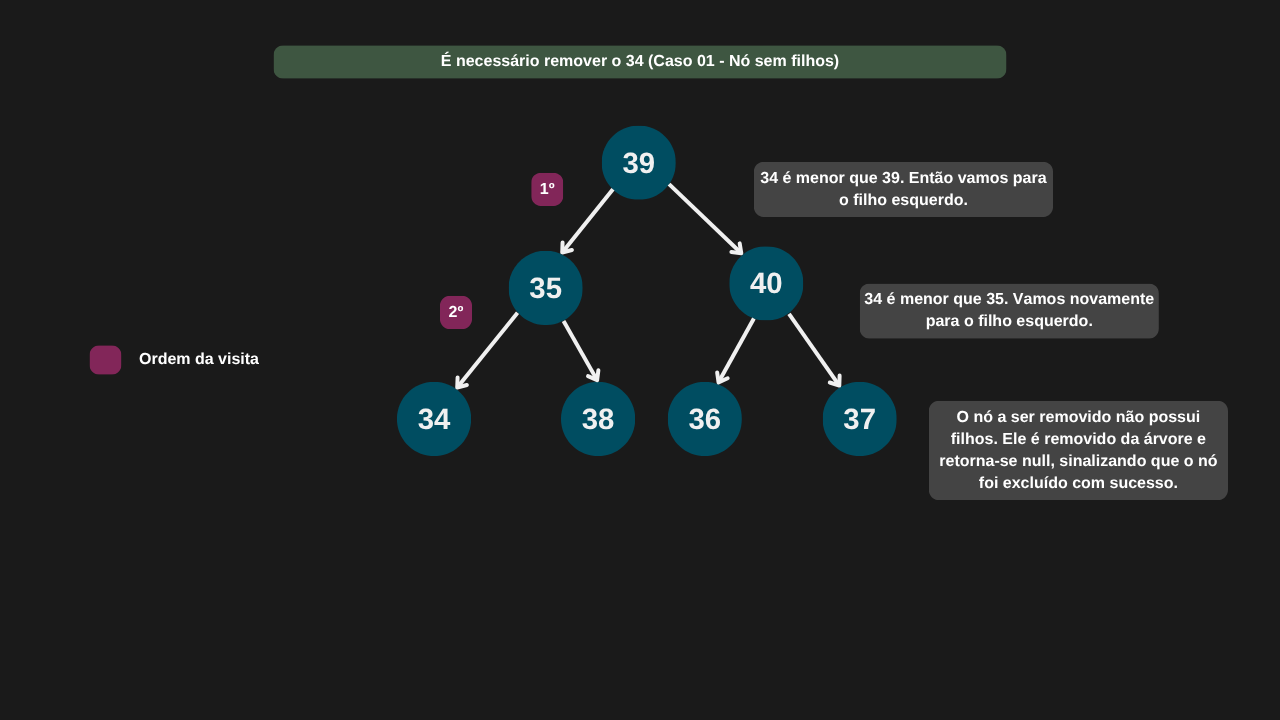 É necessário remover o 34 (Caso 01 - Nó sem filhos)
39
1º
34 é menor que 39. Então vamos para
o filho esquerdo.
35
40
2º
34 é menor que 35. Vamos novamente
para o filho esquerdo.
Ordem da visita
34
38
36
37
O nó a ser removido não possui
filhos. Ele é removido da árvore e
retorna-se null, sinalizando que o nó
foi excluído com sucesso.